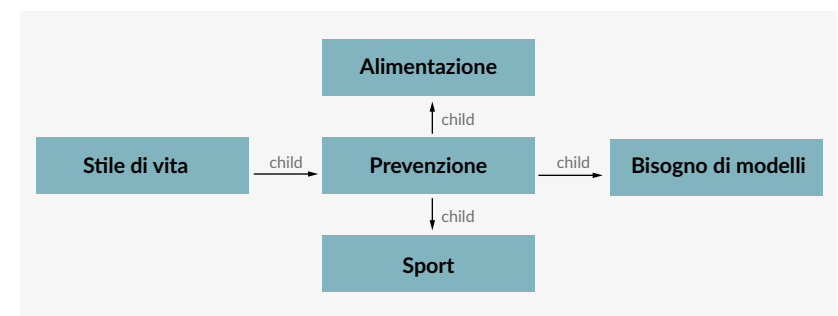 Alimentazione
child
Stile di vita
child
Prevenzione
child
Bisogno di modelli
child
Sport